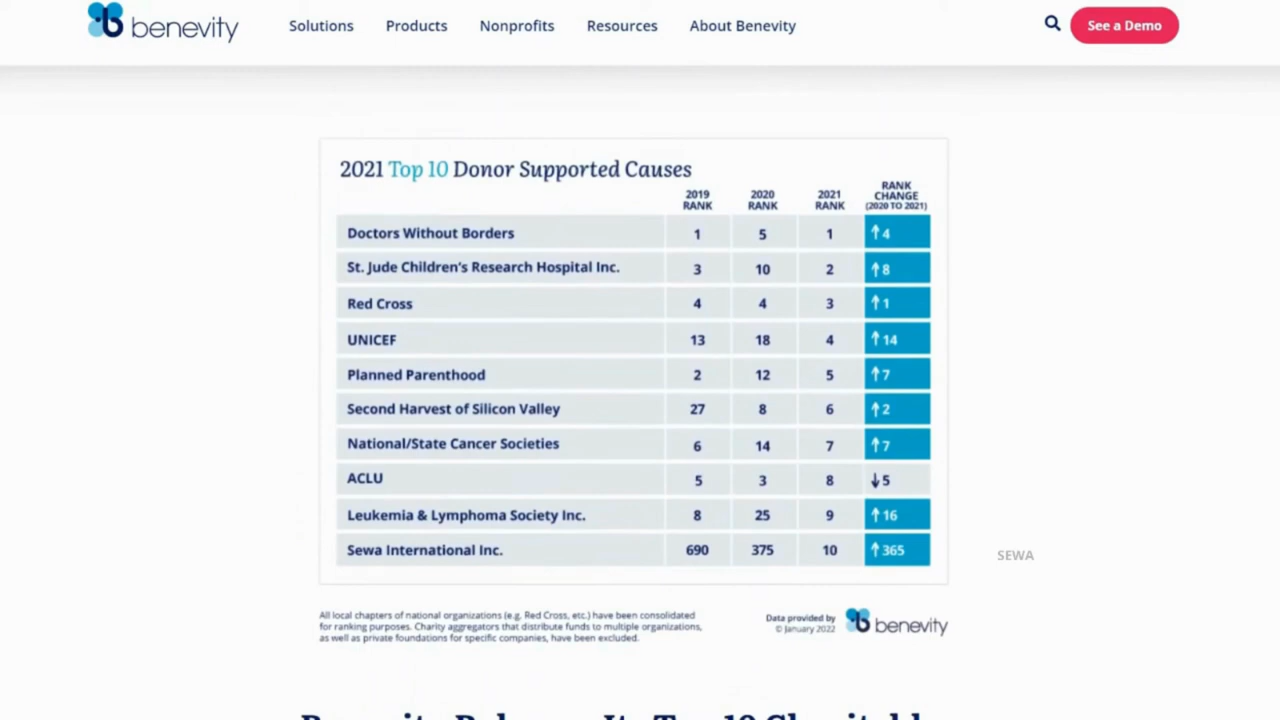 benevity Solutions Products Nonprofits Resources About Benevity See a Demo
2021 Top 10 Donor Supported Causes
2019 RANK 2020 RANK 2021 RANK RANK CHANGE (2020 TO 2021)
Doctors Without Borders 1 5 1 ↑4
St. Jude Children's Research Hospital Inc. 3 10 2 ↑8
Red Cross 4 4 3 ↑1
UNICEF 13 18 4 ↑14
Planned Parenthood 2 12 5 ↑7
Second Harvest of Silicon Valley 27 8 6 ↑2
National/State Cancer Societies 6 14 7 ↑7
ACLU 5 3 8 ↓5
Leukemia & Lymphoma Society Inc. 8 25 9 ↑16
Sewa International Inc. 690 375 10 ↑365
SEWA
All local chapters of national organizations (e.g. Red Cross, etc.) have been consolidated
for ranking purposes. Charity aggregators that distribute funds to multiple organizations,
as well as private foundations for specific companies, have been excluded.
Data provided by
© January 2022
benevity